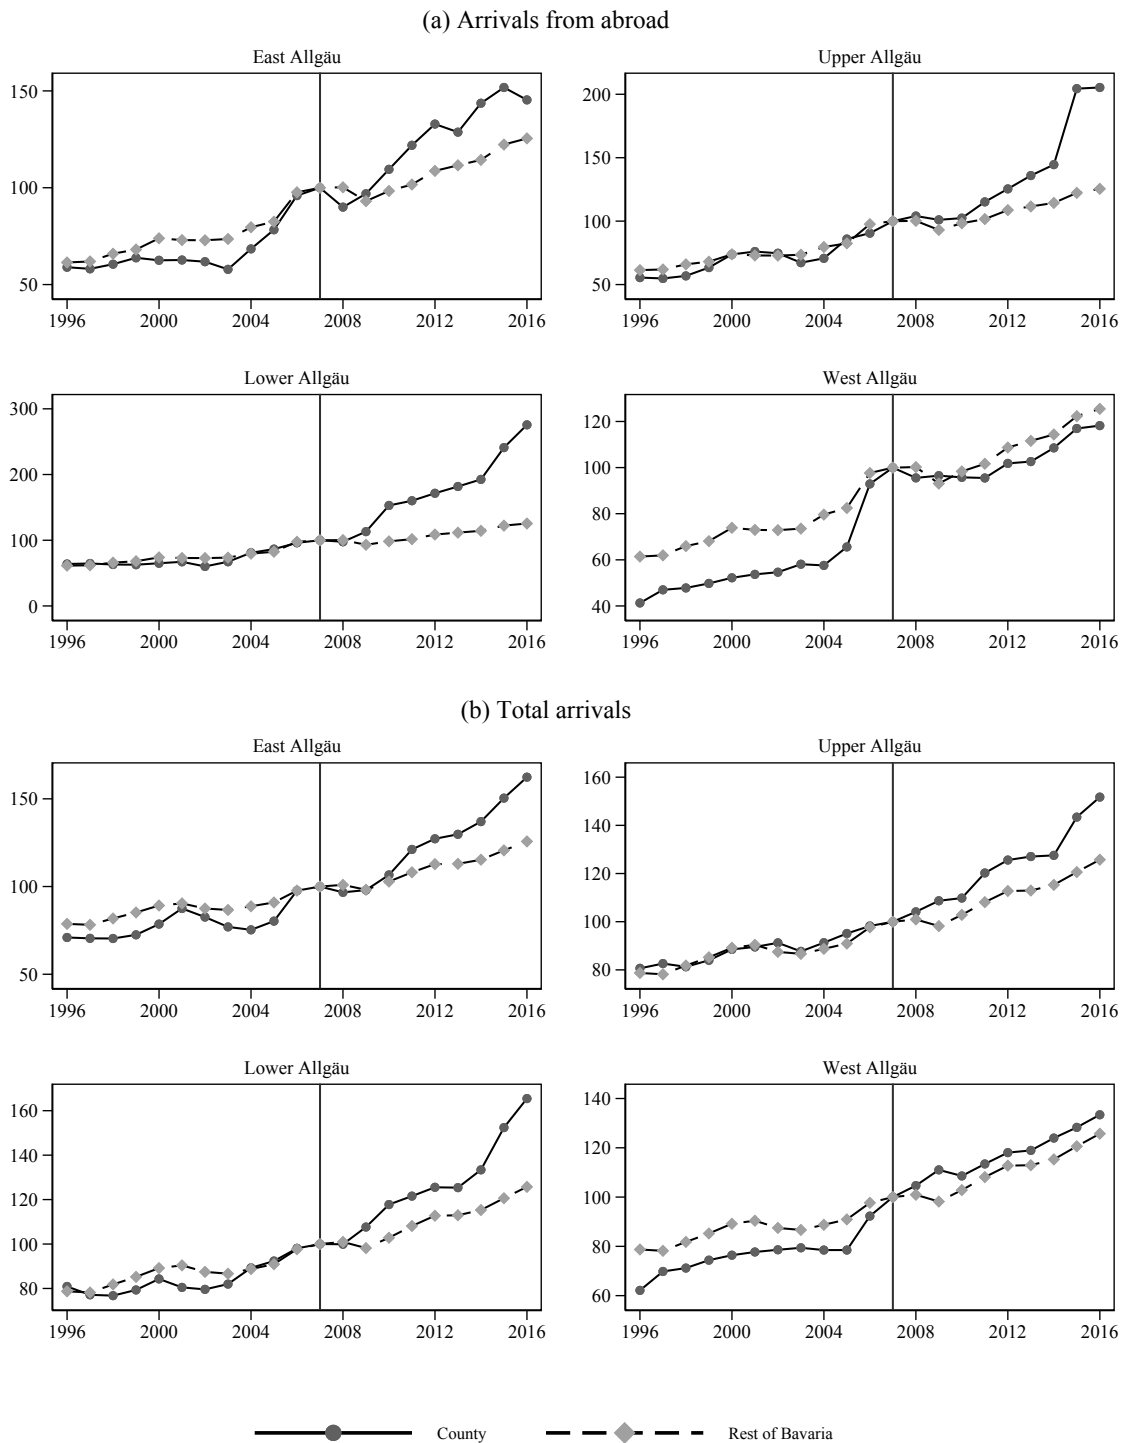 (a) Arrivals from abroad
East Allgäu
Upper Allgäu
150
100
50
1996 2000 2004 2008 2012 2016
200
150
100
50
1996 2000 2004 2008 2012 2016
Lower Allgäu
West Allgäu
300
200
100
0
1996 2000 2004 2008 2012 2016
120
100
80
60
40
1996 2000 2004 2008 2012 2016
(b) Total arrivals
East Allgäu
Upper Allgäu
150
100
50
1996 2000 2004 2008 2012 2016
160
140
120
100
80
1996 2000 2004 2008 2012 2016
Lower Allgäu
West Allgäu
160
140
120
100
80
1996 2000 2004 2008 2012 2016
140
120
100
80
60
1996 2000 2004 2008 2012 2016
County
Rest of Bavaria